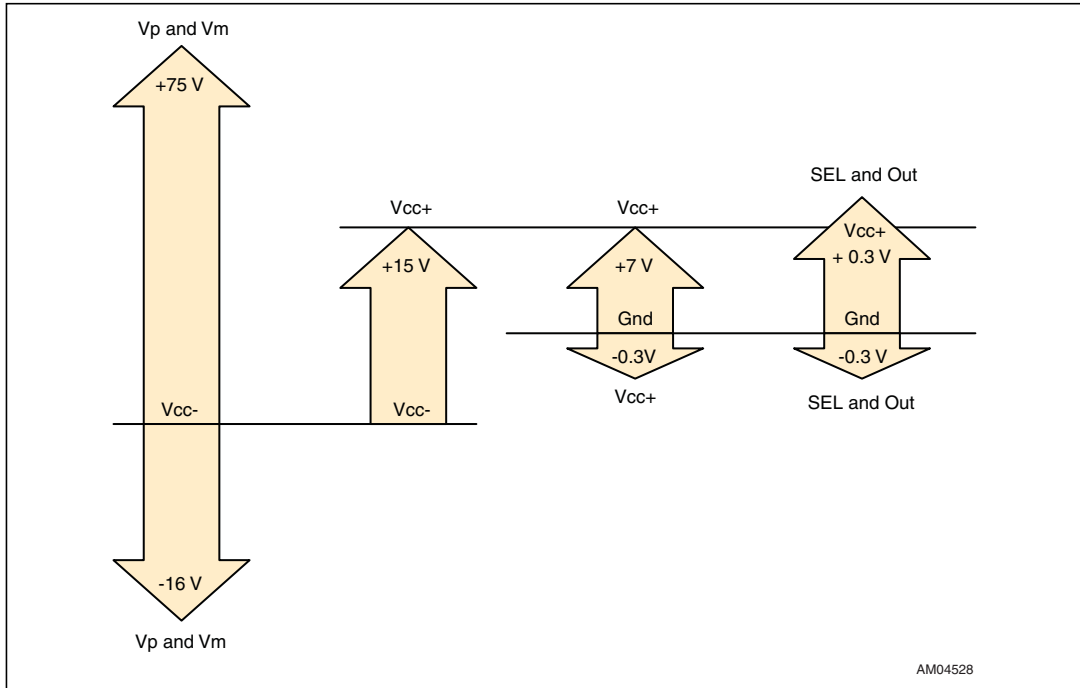 Vp and Vm
+75 V
Vcc-
-16 V
Vp and Vm
Vcc+
+15 V
Vcc-
Vcc+
+7 V
Gnd
-0.3V
Vcc+
SEL and Out
Vcc+
+ 0.3 V
Gnd
-0.3 V
SEL and Out
AM04528